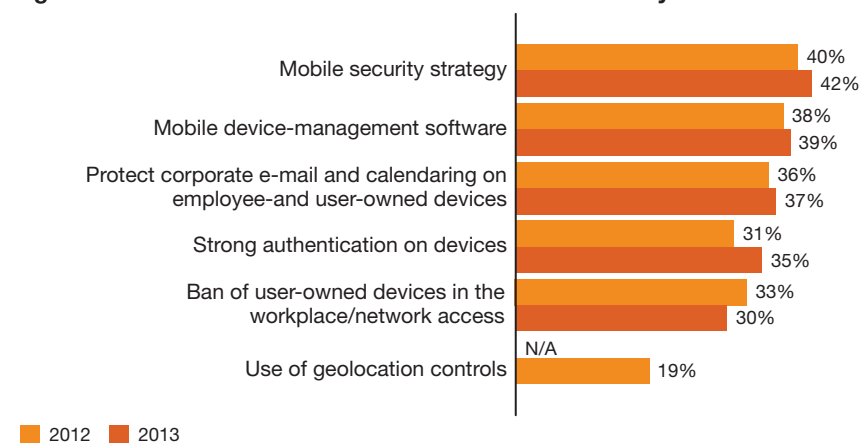 Mobile security strategy
40%
42%
Mobile device-management software
38%
39%
Protect corporate e-mail and calendaring on
employee-and user-owned devices
36%
37%
Strong authentication on devices
31%
35%
Ban of user-owned devices in the
workplace/network access
33%
30%
N/A
Use of geolocation controls
19%
2012
2013